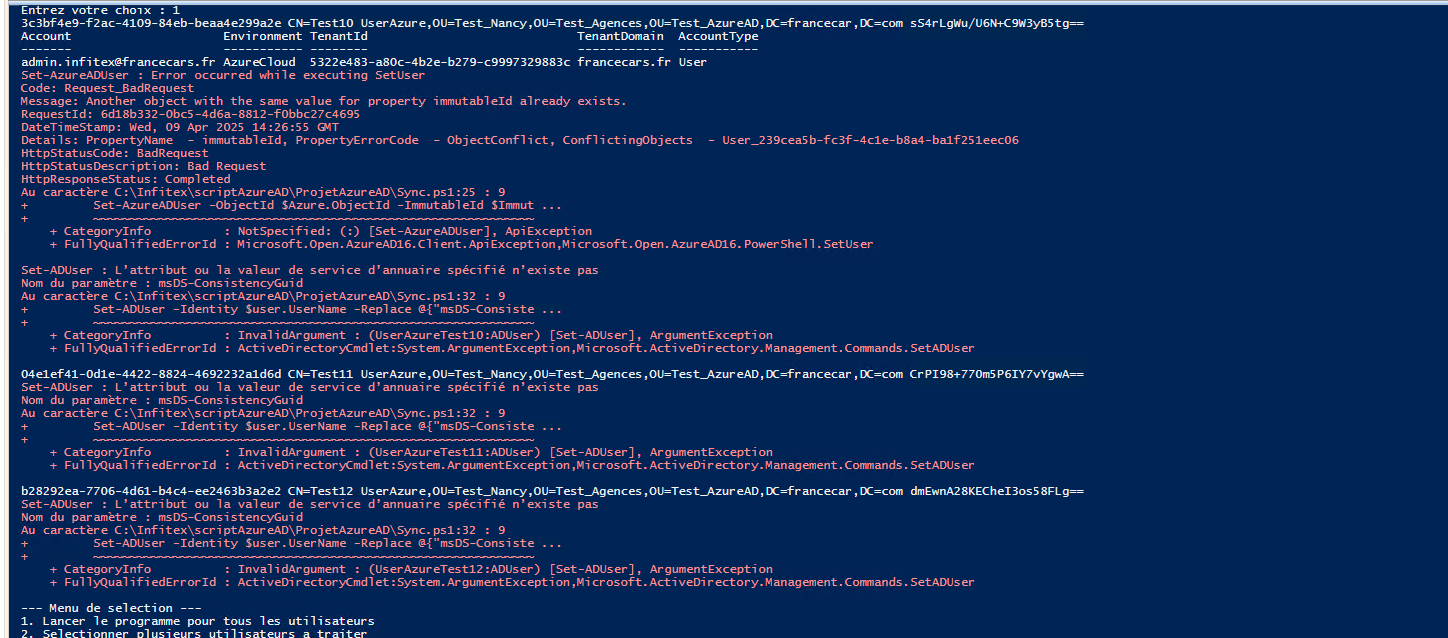 Entrez votre choix : 1
3c3bf4e9-f2ac-4109-84eb-beaa4e299a2e CN=Test10 UserAzure,OU=Test_Nancy,OU=Test_Agences,OU=Test_AzureAD,DC=francecar,DC=com sS4rLgWu/U6N+C9W3yB5tg==
Account                     Environment TenantId                             TenantDomain  AccountType
-------                     ----------- --------                             ------------  -----------
admin.infitex@francecars.fr AzureCloud  5322e483-a80c-4b2e-b279-c9997329883c francecars.fr User
Set-AzureADUser : Error occurred while executing SetUser
Code: Request_BadRequest
Message: Another object with the same value for property immutableId already exists.
RequestId: 6d18b332-0bc5-4d6a-8812-f0bbc27c4695
DateTimeStamp: Wed, 09 Apr 2025 14:26:55 GMT
Details: PropertyName  - immutableId, PropertyErrorCode  - ObjectConflict, ConflictingObjects  - User_239cea5b-fc3f-4c1e-b8a4-ba1f251eec06
HttpStatusCode: BadRequest
HttpStatusDescription: Bad Request
HttpResponseStatus: Completed
Au caractère C:\Infitex\scriptAzureAD\ProjetAzureAD\Sync.ps1:25 : 9
+         Set-AzureADUser -ObjectId $Azure.ObjectId -ImmutableId $Immut ...
+         ~~~~~~~~~~~~~~~~~~~~~~~~~~~~~~~~~~~~~~~~~~~~~~~~~~~~~~~~~~~~~
    + CategoryInfo          : NotSpecified: (:) [Set-AzureADUser], ApiException
    + FullyQualifiedErrorId : Microsoft.Open.AzureAD16.Client.ApiException,Microsoft.Open.AzureAD16.PowerShell.SetUser
Set-ADUser : L'attribut ou la valeur de service d'annuaire spécifié n'existe pas
Nom du paramètre : msDS-ConsistencyGuid
Au caractère C:\Infitex\scriptAzureAD\ProjetAzureAD\Sync.ps1:32 : 9
+         Set-ADUser -Identity $user.UserName -Replace @{"msDS-Consiste ...
+         ~~~~~~~~~~~~~~~~~~~~~~~~~~~~~~~~~~~~~~~~~~~~~~~~~~~~~~~~~~~~~
    + CategoryInfo          : InvalidArgument : (UserAzureTest10:ADUser) [Set-ADUser], ArgumentException
    + FullyQualifiedErrorId : ActiveDirectoryCmdlet:System.ArgumentException,Microsoft.ActiveDirectory.Management.Commands.SetADUser
04e1ef41-0d1e-4422-8824-4692232a1d6d CN=Test11 UserAzure,OU=Test_Nancy,OU=Test_Agences,OU=Test_AzureAD,DC=francecar,DC=com CrPI98+77Om5P6IY7vYgwA==
Set-ADUser : L'attribut ou la valeur de service d'annuaire spécifié n'existe pas
Nom du paramètre : msDS-ConsistencyGuid
Au caractère C:\Infitex\scriptAzureAD\ProjetAzureAD\Sync.ps1:32 : 9
+         Set-ADUser -Identity $user.UserName -Replace @{"msDS-Consiste ...
+         ~~~~~~~~~~~~~~~~~~~~~~~~~~~~~~~~~~~~~~~~~~~~~~~~~~~~~~~~~~~~~
    + CategoryInfo          : InvalidArgument : (UserAzureTest11:ADUser) [Set-ADUser], ArgumentException
    + FullyQualifiedErrorId : ActiveDirectoryCmdlet:System.ArgumentException,Microsoft.ActiveDirectory.Management.Commands.SetADUser
b28292ea-7706-4d61-b4c4-ee2463b3a2e2 CN=Test12 UserAzure,OU=Test_Nancy,OU=Test_Agences,OU=Test_AzureAD,DC=francecar,DC=com dmEwnA28KECheI3os58FLg==
Set-ADUser : L'attribut ou la valeur de service d'annuaire spécifié n'existe pas
Nom du paramètre : msDS-ConsistencyGuid
Au caractère C:\Infitex\scriptAzureAD\ProjetAzureAD\Sync.ps1:32 : 9
+         Set-ADUser -Identity $user.UserName -Replace @{"msDS-Consiste ...
+         ~~~~~~~~~~~~~~~~~~~~~~~~~~~~~~~~~~~~~~~~~~~~~~~~~~~~~~~~~~~~~
    + CategoryInfo          : InvalidArgument : (UserAzureTest12:ADUser) [Set-ADUser], ArgumentException
    + FullyQualifiedErrorId : ActiveDirectoryCmdlet:System.ArgumentException,Microsoft.ActiveDirectory.Management.Commands.SetADUser
--- Menu de selection ---
1. Lancer le programme pour tous les utilisateurs
2. Selectionner plusieurs utilisateurs a traiter